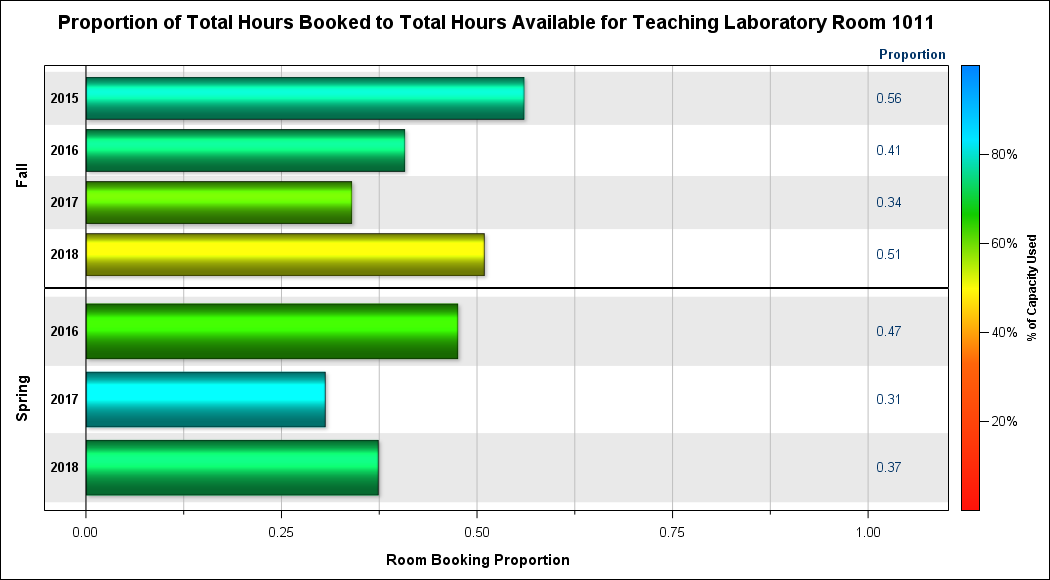 Proportion of Total Hours Booked to Total Hours Available for Teaching Laboratory Room 1011
Proportion
Fall
2015 0.56
2016 0.41
2017 0.34
2018 0.51
Spring
2016 0.47
2017 0.31
2018 0.37
0.00 0.25 0.50 0.75 1.00
Room Booking Proportion
80%
60%
40%
20%
% of Capacity Used